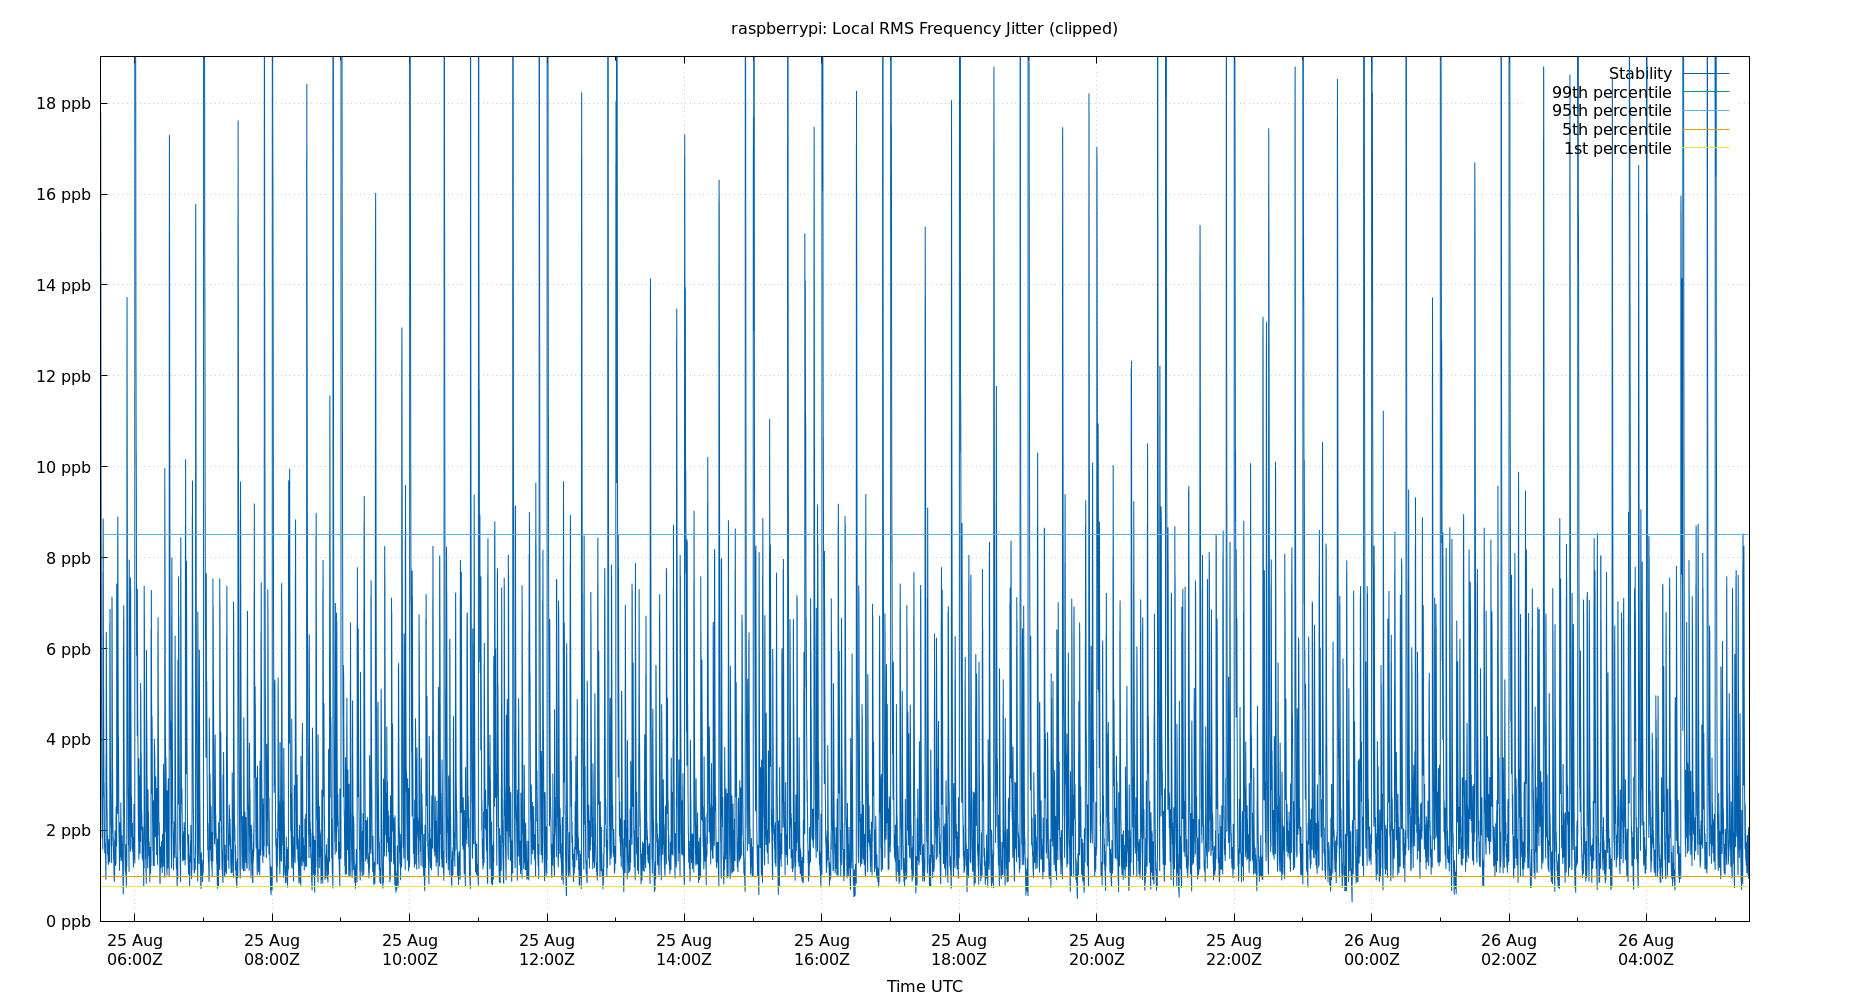 raspberrypi: Local RMS Frequency Jitter (clipped)
Stability
99th percentile
95th percentile
5th percentile
1st percentile
18 ppb
16 ppb
14 ppb
12 ppb
10 ppb
8 ppb
6 ppb
4 ppb
2 ppb
0 ppb
25 Aug 25 Aug 25 Aug 25 Aug 25 Aug 25 Aug 25 Aug 25 Aug 25 Aug 26 Aug 26 Aug 26 Aug
06:00Z 08:00Z 10:00Z 12:00Z 14:00Z 16:00Z 18:00Z 20:00Z 22:00Z 00:00Z 02:00Z 04:00Z
Time UTC